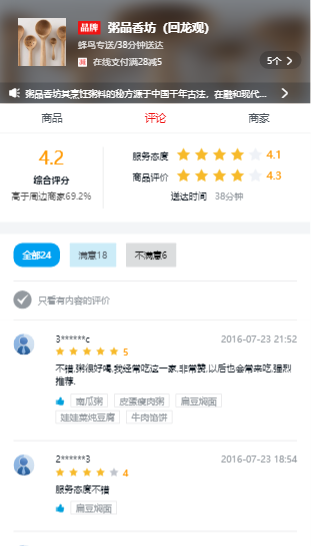 品牌 粥品香坊（回龙观）
蜂鸟专送/38分钟送达
减 在线支付满28减5
5个
粥品香坊其烹饪粥料的秘方源于中国千年古法，在融和现代...
商品 评论 商家
4.2
综合评分
高于周边商家69.2%
服务态度 4.1
商品评价 4.3
送达时间 38分钟
全部24 满意18 不满意6
只看有内容的评价
3******c 2016-07-23 21:52
5
不错,粥很好喝,我经常吃这一家,非常赞,以后也会常来吃,强烈
推荐.
南瓜粥 皮蛋瘦肉粥 扁豆焖面
娃娃菜炖豆腐 牛肉馅饼
2******3 2016-07-23 18:54
4
服务态度不错
扁豆焖面